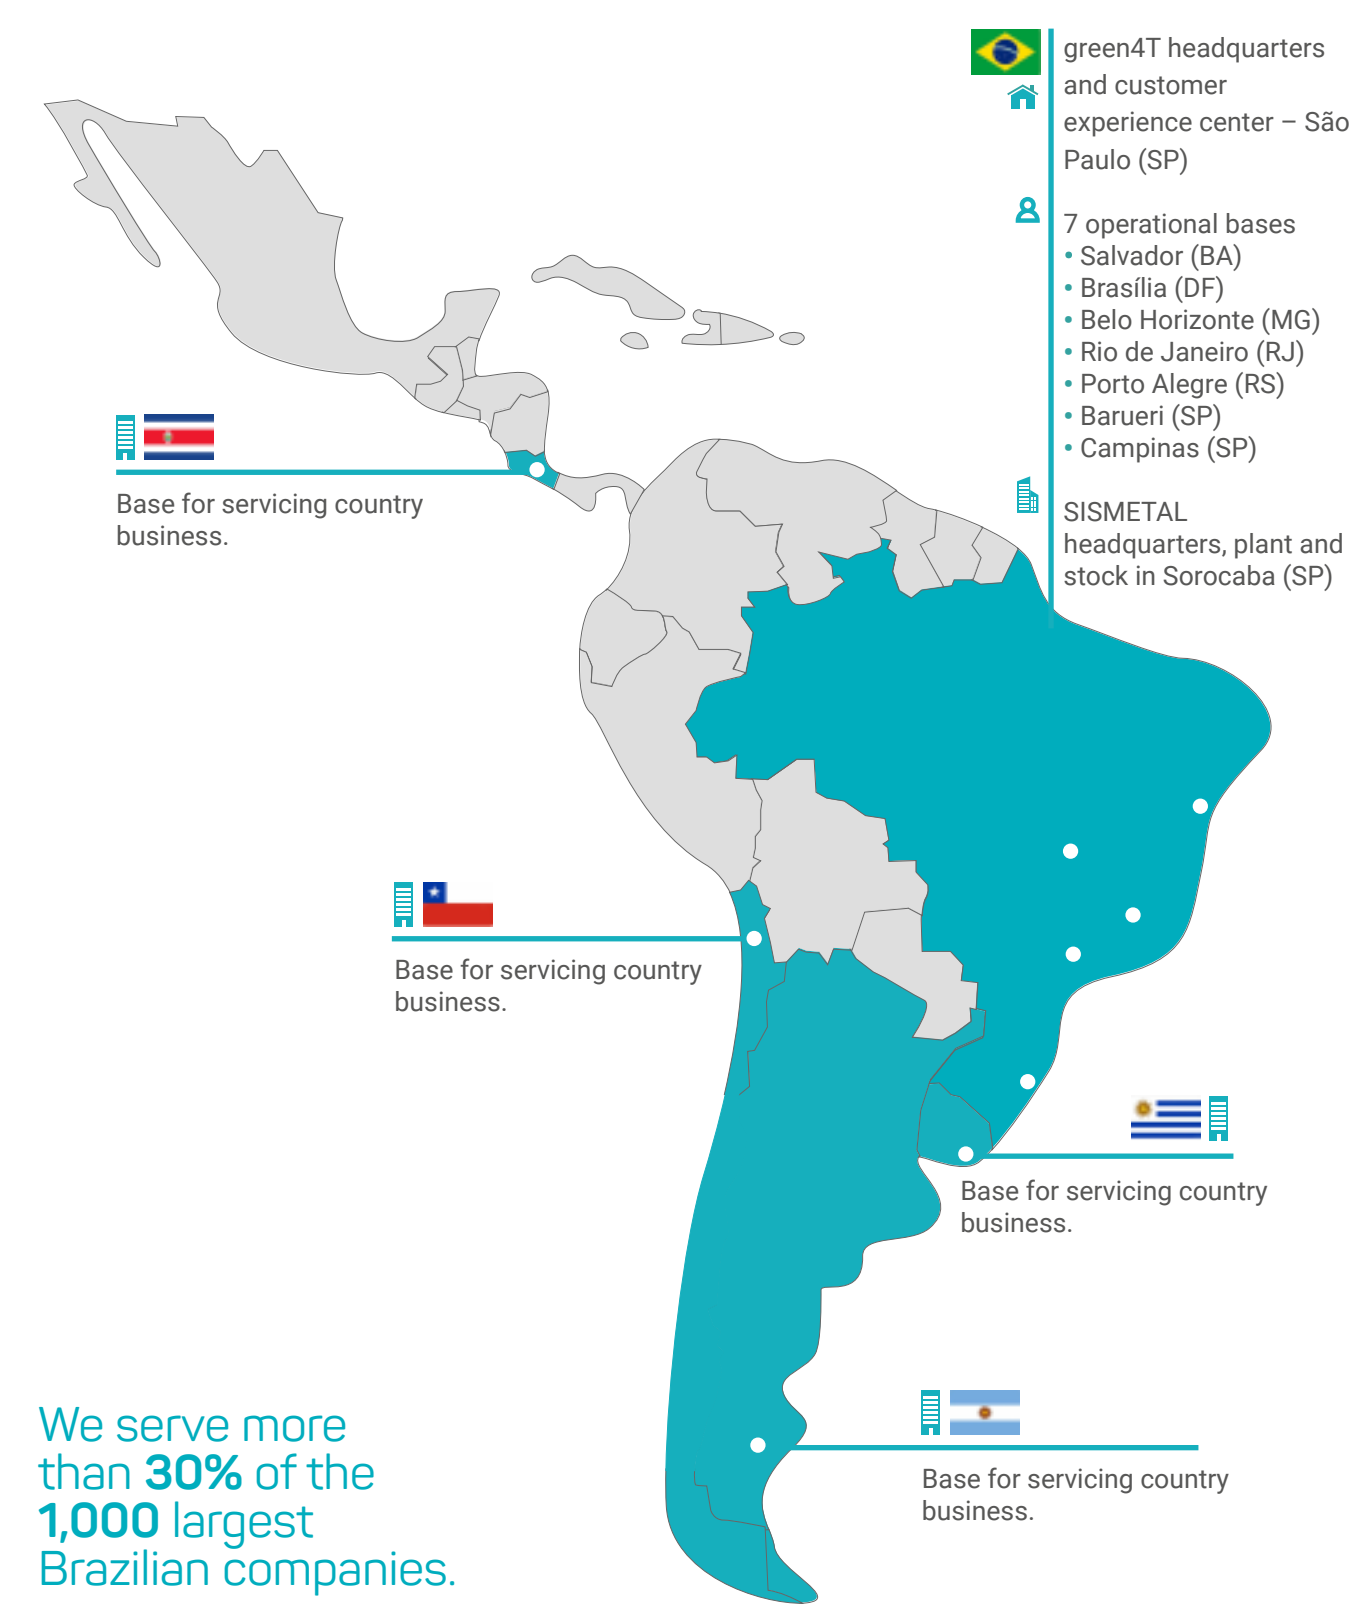 green4T headquarters
and customer
experience center – São
Paulo (SP)
7 operational bases
• Salvador (BA)
• Brasília (DF)
• Belo Horizonte (MG)
• Rio de Janeiro (RJ)
• Porto Alegre (RS)
• Barueri (SP)
• Campinas (SP)
SISMETAL
headquarters, plant and
stock in Sorocaba (SP)
Base for servicing country
business.
Base for servicing country
business.
Base for servicing country
business.
Base for servicing country
business.
We serve more
than 30% of the
1,000 largest
Brazilian companies.